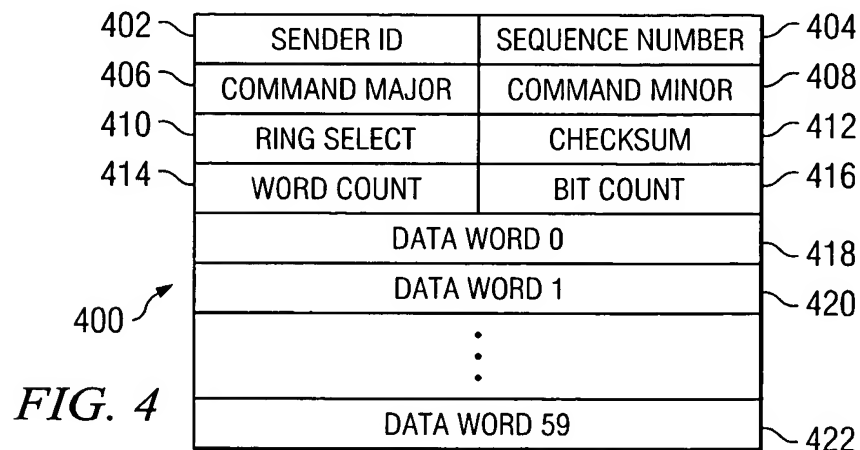 402 SENDER ID SEQUENCE NUMBER 404
406 COMMAND MAJOR COMMAND MINOR 408
410 RING SELECT CHECKSUM 412
414 WORD COUNT BIT COUNT 416
DATA WORD 0 418
DATA WORD 1 420
400
FIG. 4
DATA WORD 59 422